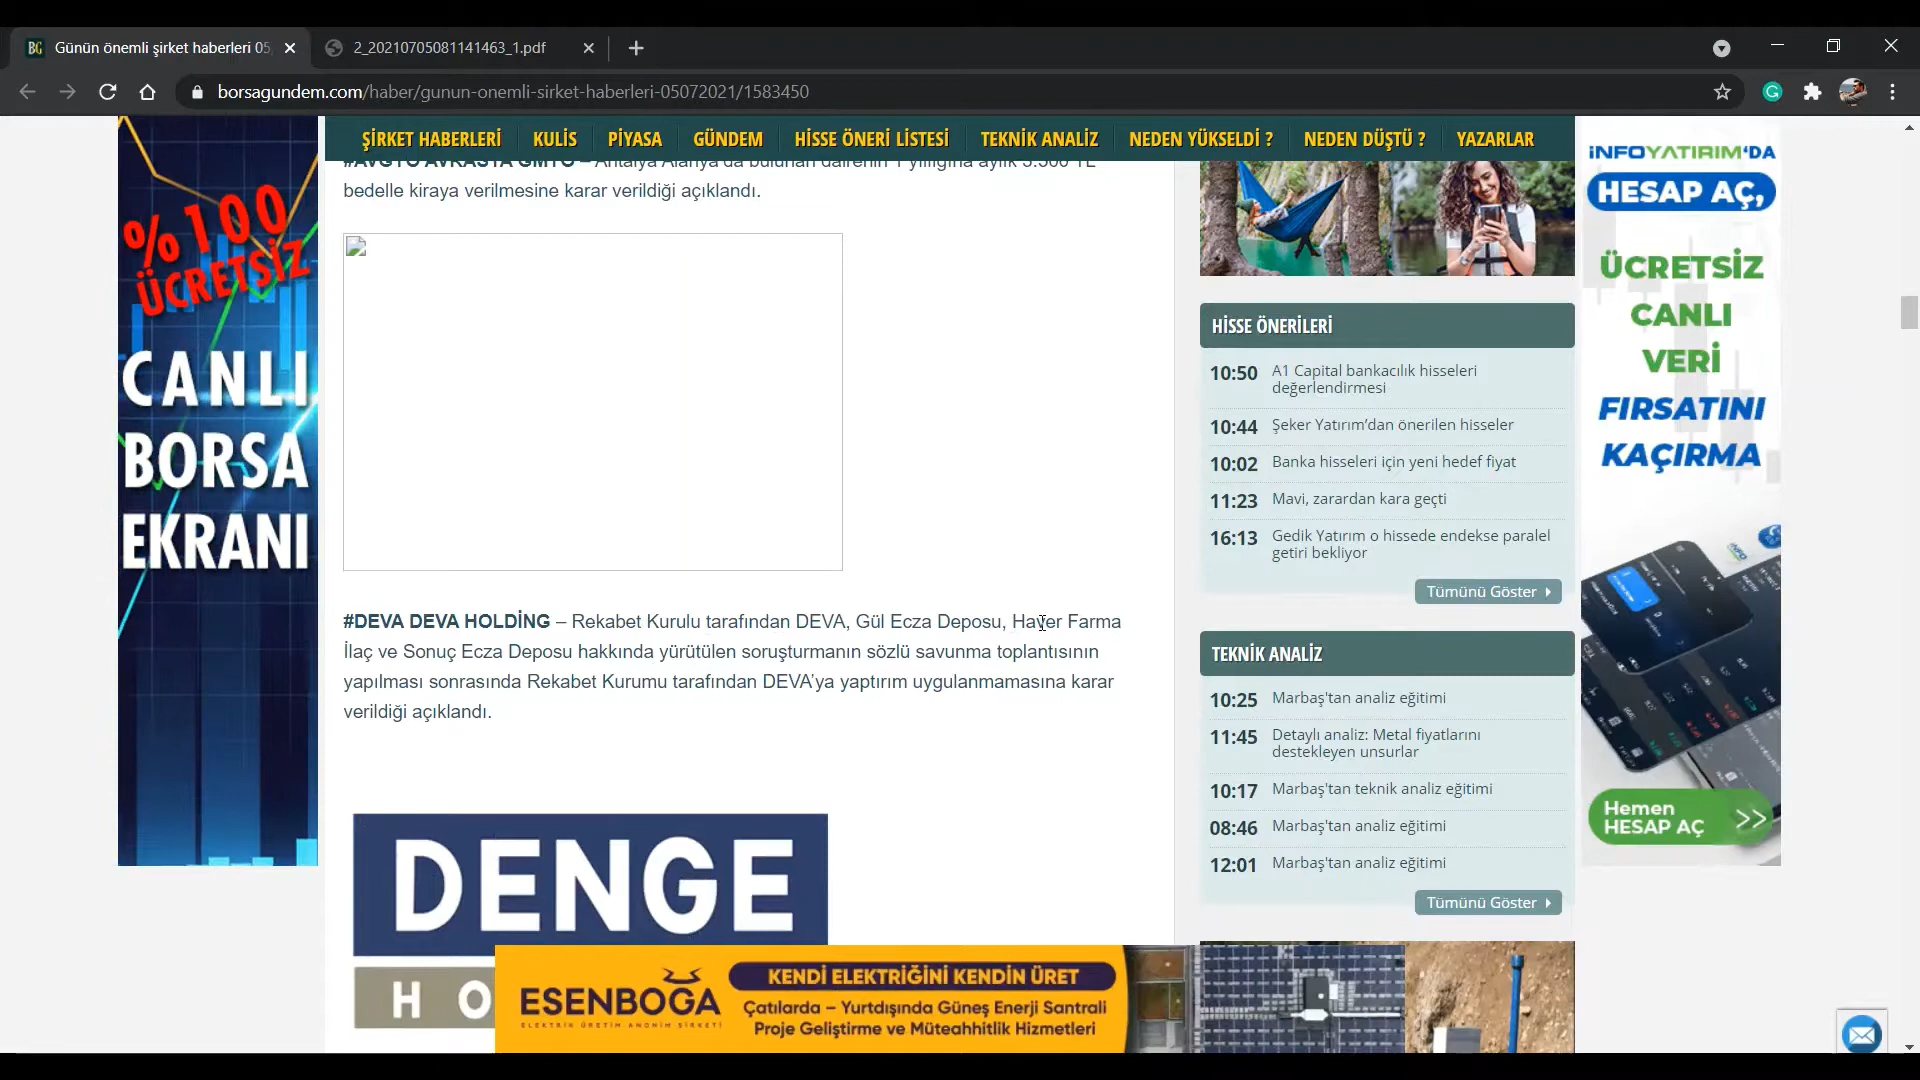 BG Günün önemli şirket haberleri 05
2_20210705081141463_1.pdf
borsagundem.com/haber/gunun-onemli-sirket-haberleri-05072021/1583450
ŞİRKET HABERLERİ KULİS PİYASA GÜNDEM HİSSE ÖNERİ LİSTESİ TEKNİK ANALİZ NEDEN YÜKSELDİ ? NEDEN DÜŞTÜ ? YAZARLAR
%100
ÜCRETSİZ
CANLI
BORSA
EKRANI
bedelle kiraya verilmesine karar verildiği açıklandı.
#DEVA DEVA HOLDİNG – Rekabet Kurulu tarafından DEVA, Gül Ecza Deposu, Haver Farma
İlaç ve Sonuç Ecza Deposu hakkında yürütülen soruşturmanın sözlü savunma toplantısının
yapılması sonrasında Rekabet Kurumu tarafından DEVA'ya yaptırım uygulanmamasına karar
verildiği açıklandı.
DENGE
HO
HİSSE ÖNERİLERİ
10:50 A1 Capital bankacılık hisseleri
değerlendirmesi
10:44 Şeker Yatırım’dan önerilen hisseler
10:02 Banka hisseleri için yeni hedef fiyat
11:23 Mavi, zarardan kara geçti
16:13 Gedik Yatırım o hissede endekse paralel
getiri bekliyor
Tümünü Göster
TEKNİK ANALİZ
10:25 Marbaş'tan analiz eğitimi
11:45 Detaylı analiz: Metal fiyatlarını
destekleyen unsurlar
10:17 Marbaş'tan teknik analiz eğitimi
08:46 Marbaş'tan analiz eğitimi
12:01 Marbaş'tan analiz eğitimi
Tümünü Göster
iNFOYATIRIM'DA
HESAP AÇ,
ÜCRETSİZ
CANLI
VERİ
FIRSATINI
KAÇIRMA
Hemen
HESAP AÇ >>
ESENBOĞA
ELEKTRİK ÜRETİM ANONİM ŞİRKETİ
KENDİ ELEKTRİĞİNİ KENDİN ÜRET
Çatılarda – Yurtdışında Güneş Enerji Santrali
Proje Geliştirme ve Müteahhitlik Hizmetleri